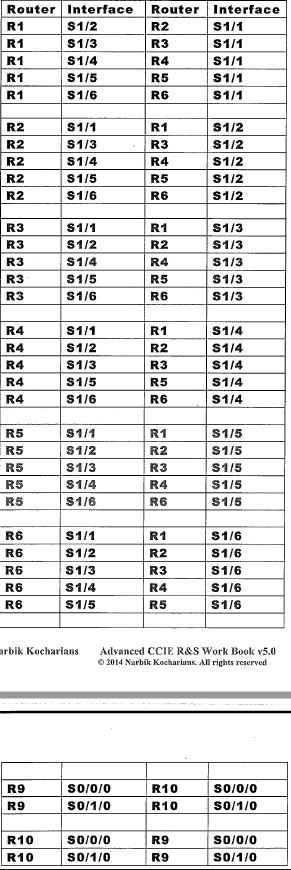 Router Interface Router Interface
R1 S1/2 R2 S1/1
R1 S1/3 R3 S1/1
R1 S1/4 R4 S1/1
R1 S1/5 R5 S1/1
R1 S1/6 R6 S1/1
R2 S1/1 R1 S1/2
R2 S1/3 R3 S1/2
R2 S1/4 R4 S1/2
R2 S1/5 R5 S1/2
R2 S1/6 R6 S1/2
R3 S1/1 R1 S1/3
R3 S1/2 R2 S1/3
R3 S1/4 R4 S1/3
R3 S1/5 R5 S1/3
R3 S1/6 R6 S1/3
R4 S1/1 R1 S1/4
R4 S1/2 R2 S1/4
R4 S1/3 R3 S1/4
R4 S1/5 R5 S1/4
R4 S1/6 R6 S1/4
R5 S1/1 R1 S1/5
R5 S1/2 R2 S1/5
R5 S1/3 R3 S1/5
R5 S1/4 R4 S1/5
R5 S1/6 R6 S1/5
R6 S1/1 R1 S1/6
R6 S1/2 R2 S1/6
R6 S1/3 R3 S1/6
R6 S1/4 R4 S1/6
R6 S1/5 R5 S1/6
arbik Kocharians Advanced CCIE R&S Work Book v5.0
© 2014 Narbik Kocharians. All rights reserved
R9 S0/0/0 R10 S0/0/0
R9 S0/1/0 R10 S0/1/0
R10 S0/0/0 R9 S0/0/0
R10 S0/1/0 R9 S0/1/0